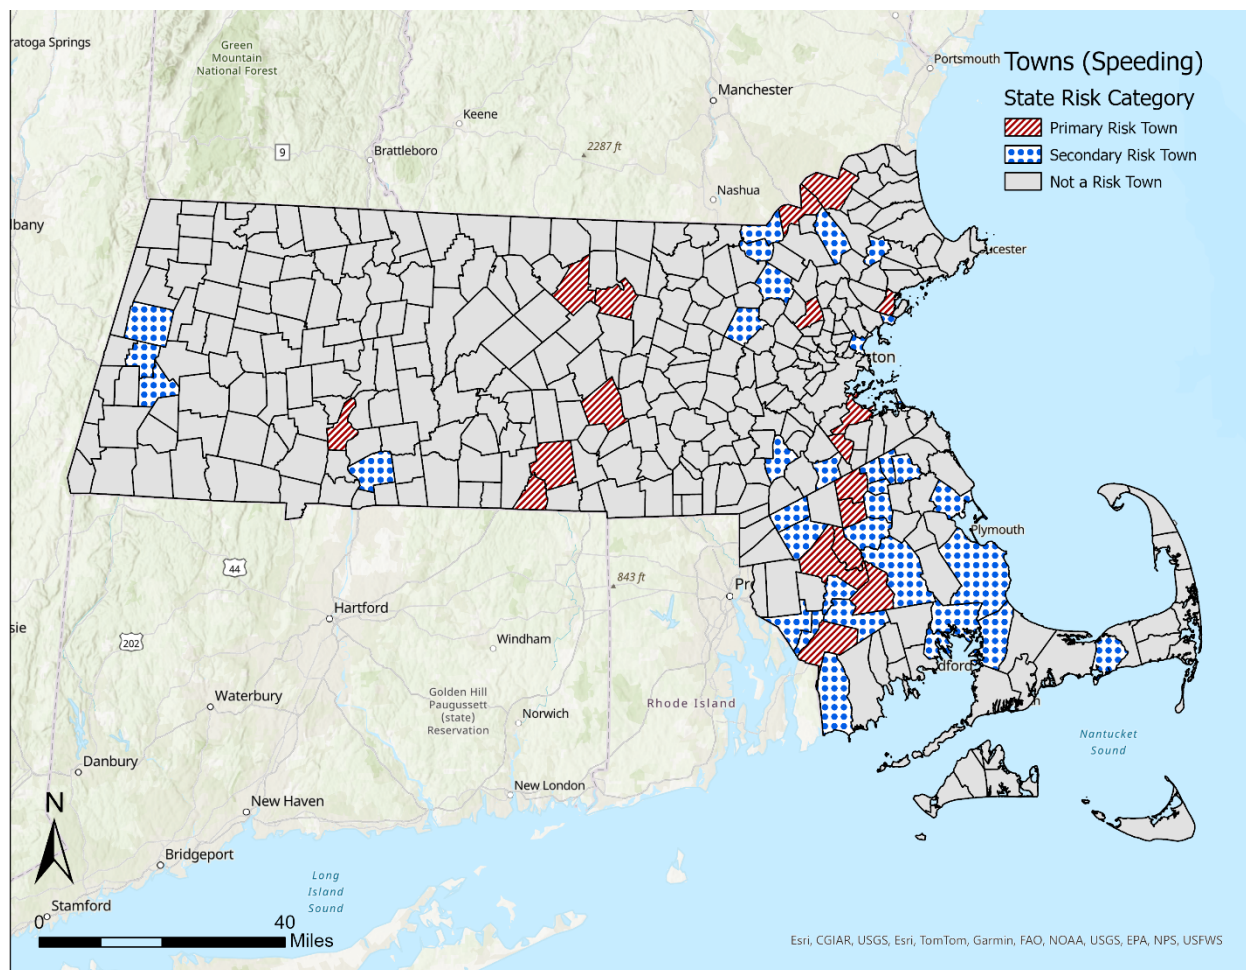 ratoga Springs
Green
Mountain
National Forest
Portsmouth
Towns (Speeding)
State Risk Category
Primary Risk Town
Secondary Risk Town
Not a Risk Town
Manchester
Keene
9
Brattleboro
2287 ft
Nashua
lbany
cester
ston
Plymouth
44
843 ft
Pr
Hartford
sie
202
Windham
dford
Waterbury
Golden Hill
Paugussett
(state)
Reservation
Rhode Island
Norwich
Nantucket
Sound
Danbury
New London
N
New Haven
Bridgeport
Long
Island
Sound
Stamford
0
40
Miles
Esri, CGIAR, USGS, Esri, TomTom, Garmin, FAO, NOAA, USGS, EPA, NPS, USFWS